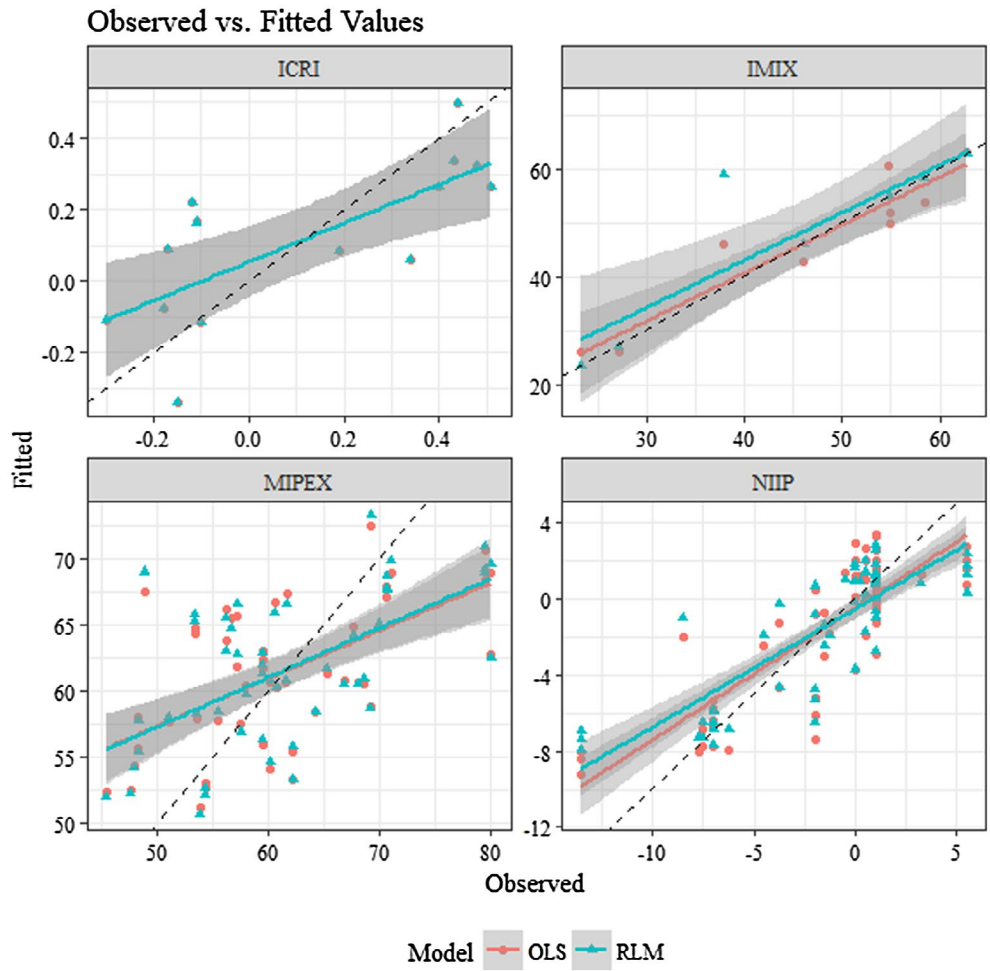 Observed vs. Fitted Values
ICRI
IMIX
0.4
0.2
0.0
-0.2
60
40
20
-0.2 0.0 0.2 0.4
30 40 50 60
MIPEX
NIIP
70
65
60
55
50
4
0
-4
-8
-12
50 60 70 80
-10 -5 0 5
Fitted
Observed
Model OLS RLM